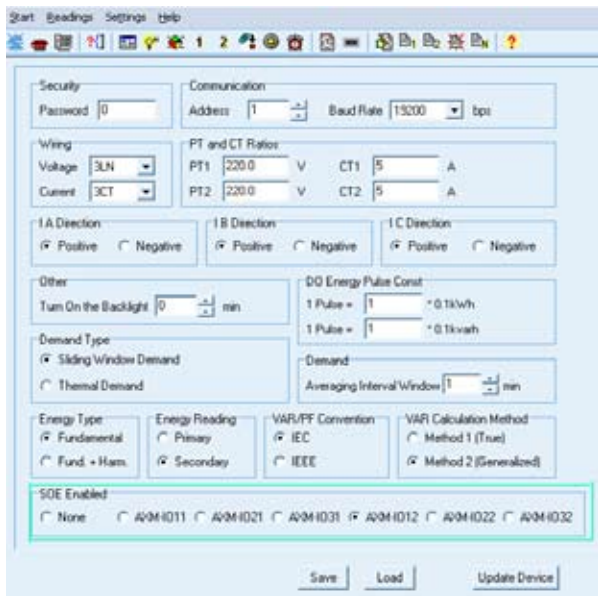 Start Readings Settings Help
1 2 ?
Security Communication
Password 0 Address 1 Baud Rate 19200 bps
Wiring PT and CT Ratios
Voltage 3LN PT1 220.0 V CT1 5 A
Current 3CT PT2 220.0 V CT2 5 A
I A Direction I B Direction I C Direction
Positive Negative Positive Negative Positive Negative
Other DO Energy Pulse Const
Turn On the Backlight 0 min 1 Pulse = 1 * 0.1kWh
1 Pulse = 1 * 0.1kvarh
Demand Type Demand
Sliding Window Demand
Thermal Demand Averaging Interval Window 1 min
Energy Type Energy Reading VAR/PF Convention VAR Calculation Method
Fundamental Primary IEC Method 1 (True)
Fund. + Harm. Secondary IEEE Method 2 (Generalized)
SOE Enabled
None AXM-IO11 AXM-IO21 AXM-IO31 AXM-IO12 AXM-IO22 AXM-IO32
Save Load Update Device